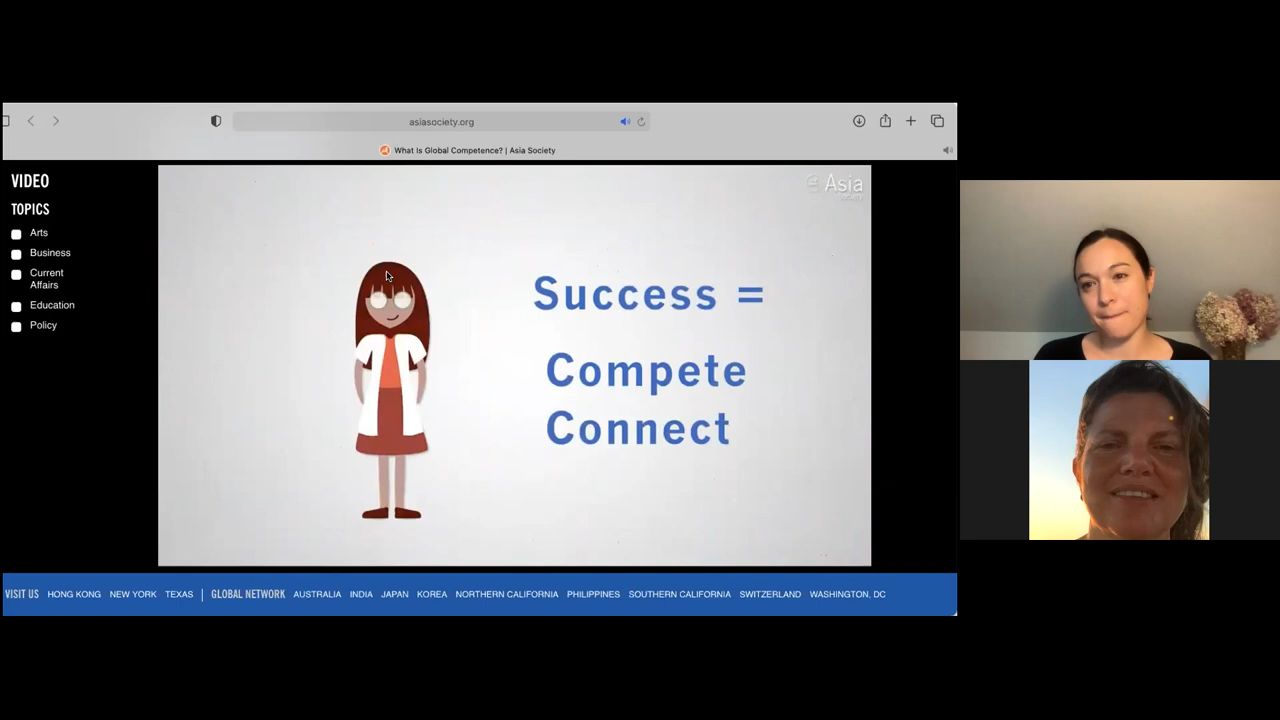 asiasociety.org
What Is Global Competence? | Asia Society
VIDEO
TOPICS
Arts
Business
Current
Affairs
Education
Policy
Asia
Society
Success =
Compete
Connect
VISIT US HONG KONG NEW YORK TEXAS | GLOBAL NETWORK AUSTRALIA INDIA JAPAN KOREA NORTHERN CALIFORNIA PHILIPPINES SOUTHERN CALIFORNIA SWITZERLAND WASHINGTON, DC